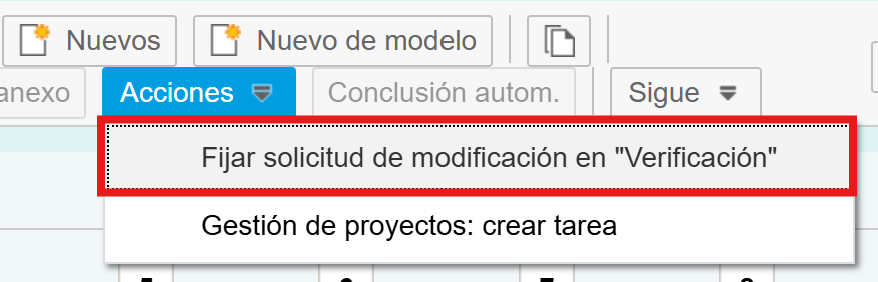 Nuevos
Nuevo de modelo
anexo
Acciones
Conclusión autom.
Sigue
Fijar solicitud de modificación en "Verificación"
Gestión de proyectos: crear tarea